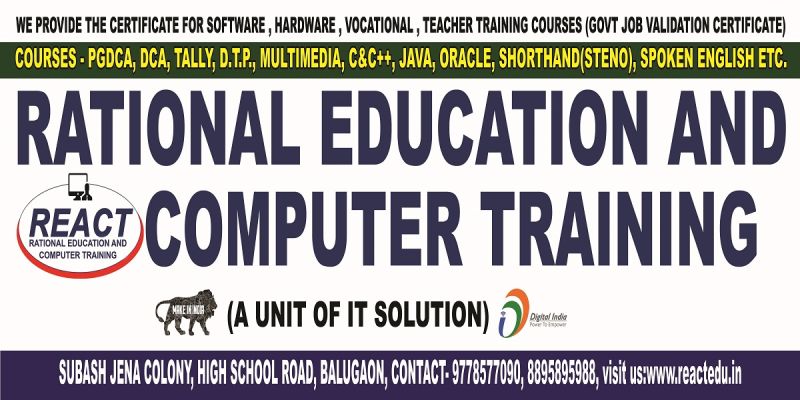 WE PROVIDE THE CERTIFICATE FOR SOFTWARE , HARDWARE , VOCATIONAL , TEACHER TRAINING COURSES (GOVT JOB VALIDATION CERTIFICATE)
COURSES - PGDCA, DCA, TALLY, D.T.P., MULTIMEDIA, C&C++, JAVA, ORACLE, SHORTHAND(STENO), SPOKEN ENGLISH ETC.
RATIONAL EDUCATION AND
COMPUTER TRAINING
REACT
RATIONAL EDUCATION AND
COMPUTER TRAINING
MAKE IN INDIA
(A UNIT OF IT SOLUTION)
Digital India
Power To Empower
SUBASH JENA COLONY, HIGH SCHOOL ROAD, BALUGAON, CONTACT- 9778577090, 8895895988, visit us:www.reactedu.in